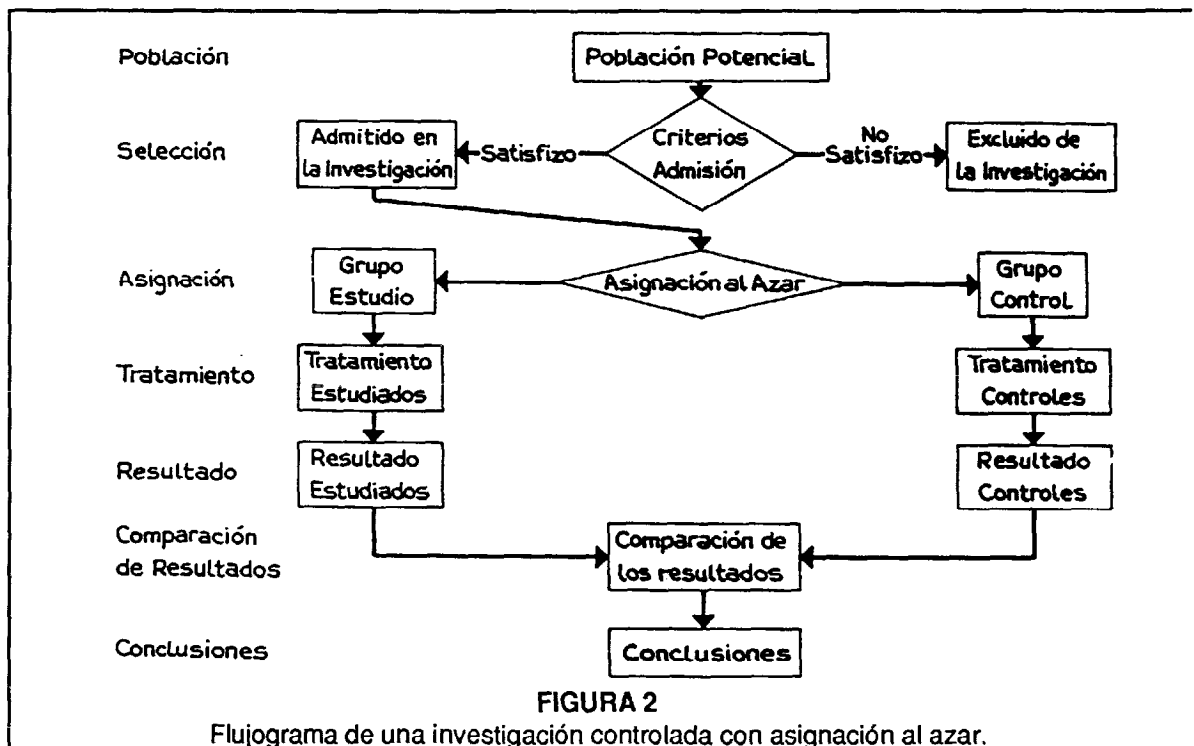 Población
Población Potencial
Selección
Admitido en
la Investigación
Satisfizo
Criterios
Admisión
No
Satisfizo
Excluido de
la Investigación
Asignación
Grupo
Estudio
Asignación al Azar
Grupo
Control
Tratamiento
Tratamiento
Estudiados
Tratamiento
Controles
Resultado
Resultado
Estudiados
Resultado
Controles
Comparación
de Resultados
Comparación de
los resultados
Conclusiones
Conclusiones
FIGURA 2
Flujograma de una investigación controlada con asignación al azar.